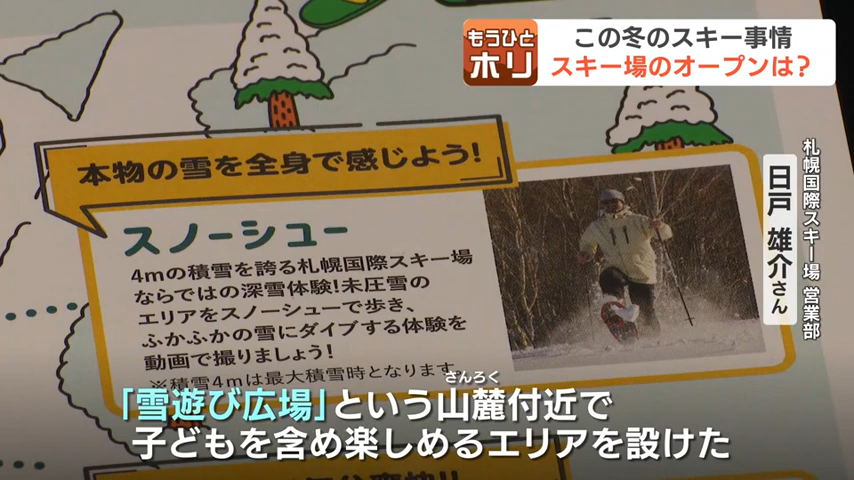 もうひと
ホリ
この冬のスキー事情
スキー場のオープンは?
札幌国際スキー場 営業部
日戸 雄介さん
本物の雪を全身で感じよう!
スノーシュー
4mの積雪を誇る札幌国際スキー場
ならではの深雪体験!未圧雪の
エリアをスノーシューで歩き、
ふかふかの雪にダイブする体験を
動画で撮りましょう!
※積雪4mは最大積雪時となります
さんろく
「雪遊び広場」という山麓付近で
子どもを含め楽しめるエリアを設けた